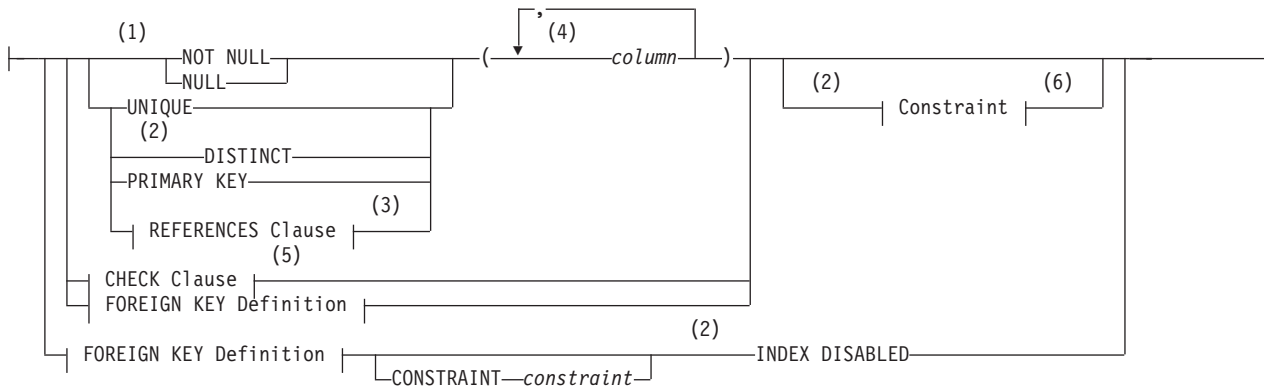 ,
(1) (4)
NOT NULL ( column )
NULL (2) (6)
UNIQUE Constraint
(2)
DISTINCT
PRIMARY KEY
(3)
REFERENCES Clause
(5)
CHECK Clause
FOREIGN KEY Definition
(2)
FOREIGN KEY Definition INDEX DISABLED
CONSTRAINT constraint